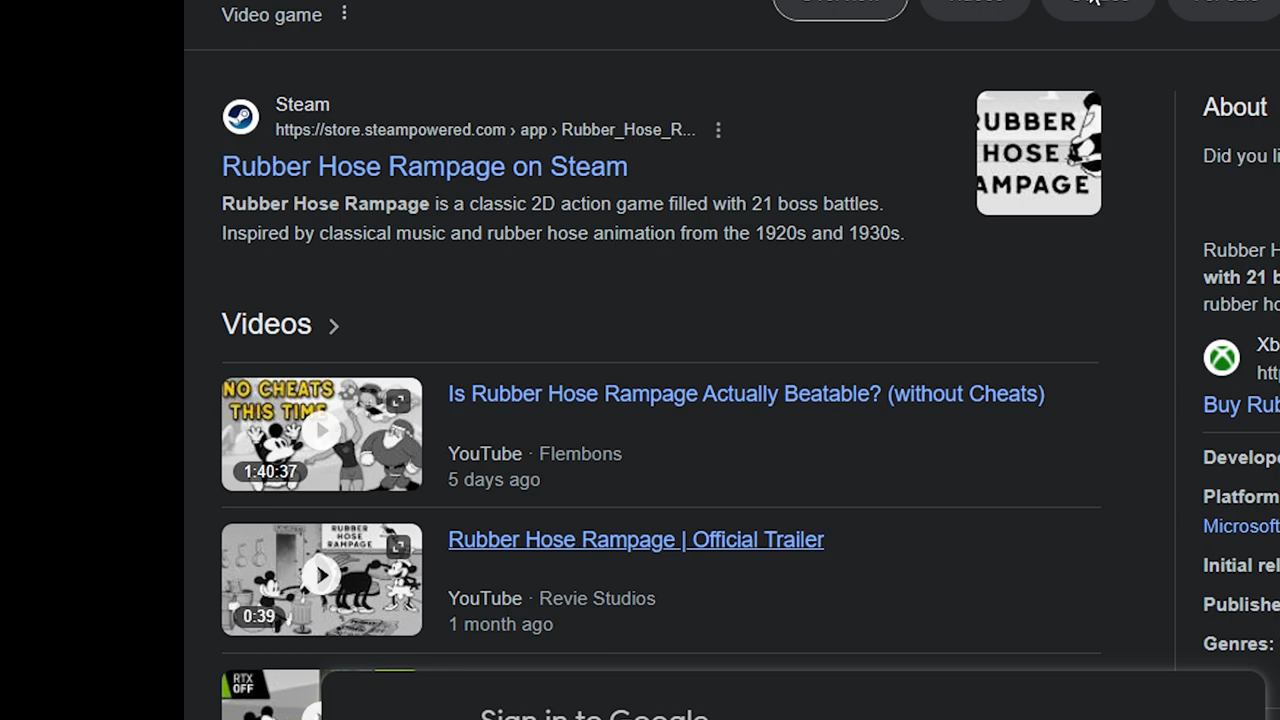 Video game
Steam
https://store.steampowered.com › app › Rubber_Hose_R...
Rubber Hose Rampage on Steam
Rubber Hose Rampage is a classic 2D action game filled with 21 boss battles.
Inspired by classical music and rubber hose animation from the 1920s and 1930s.
UBBER
HOSE
AMPAGE
Videos
NO CHEATS
THIS TIME
1:40:37
Is Rubber Hose Rampage Actually Beatable? (without Cheats)
YouTube · Flembons
5 days ago
RUBBER
HOSE
RAMPAGE
0:39
Rubber Hose Rampage | Official Trailer
YouTube · Revie Studios
1 month ago
RTX
OFF
Sign in to Google
About
Did you li
Rubber H
with 21 b
rubber ho
Xb
htt
Buy Rub
Develope
Platform
Microsoft
Initial rel
Publishe
Genres: